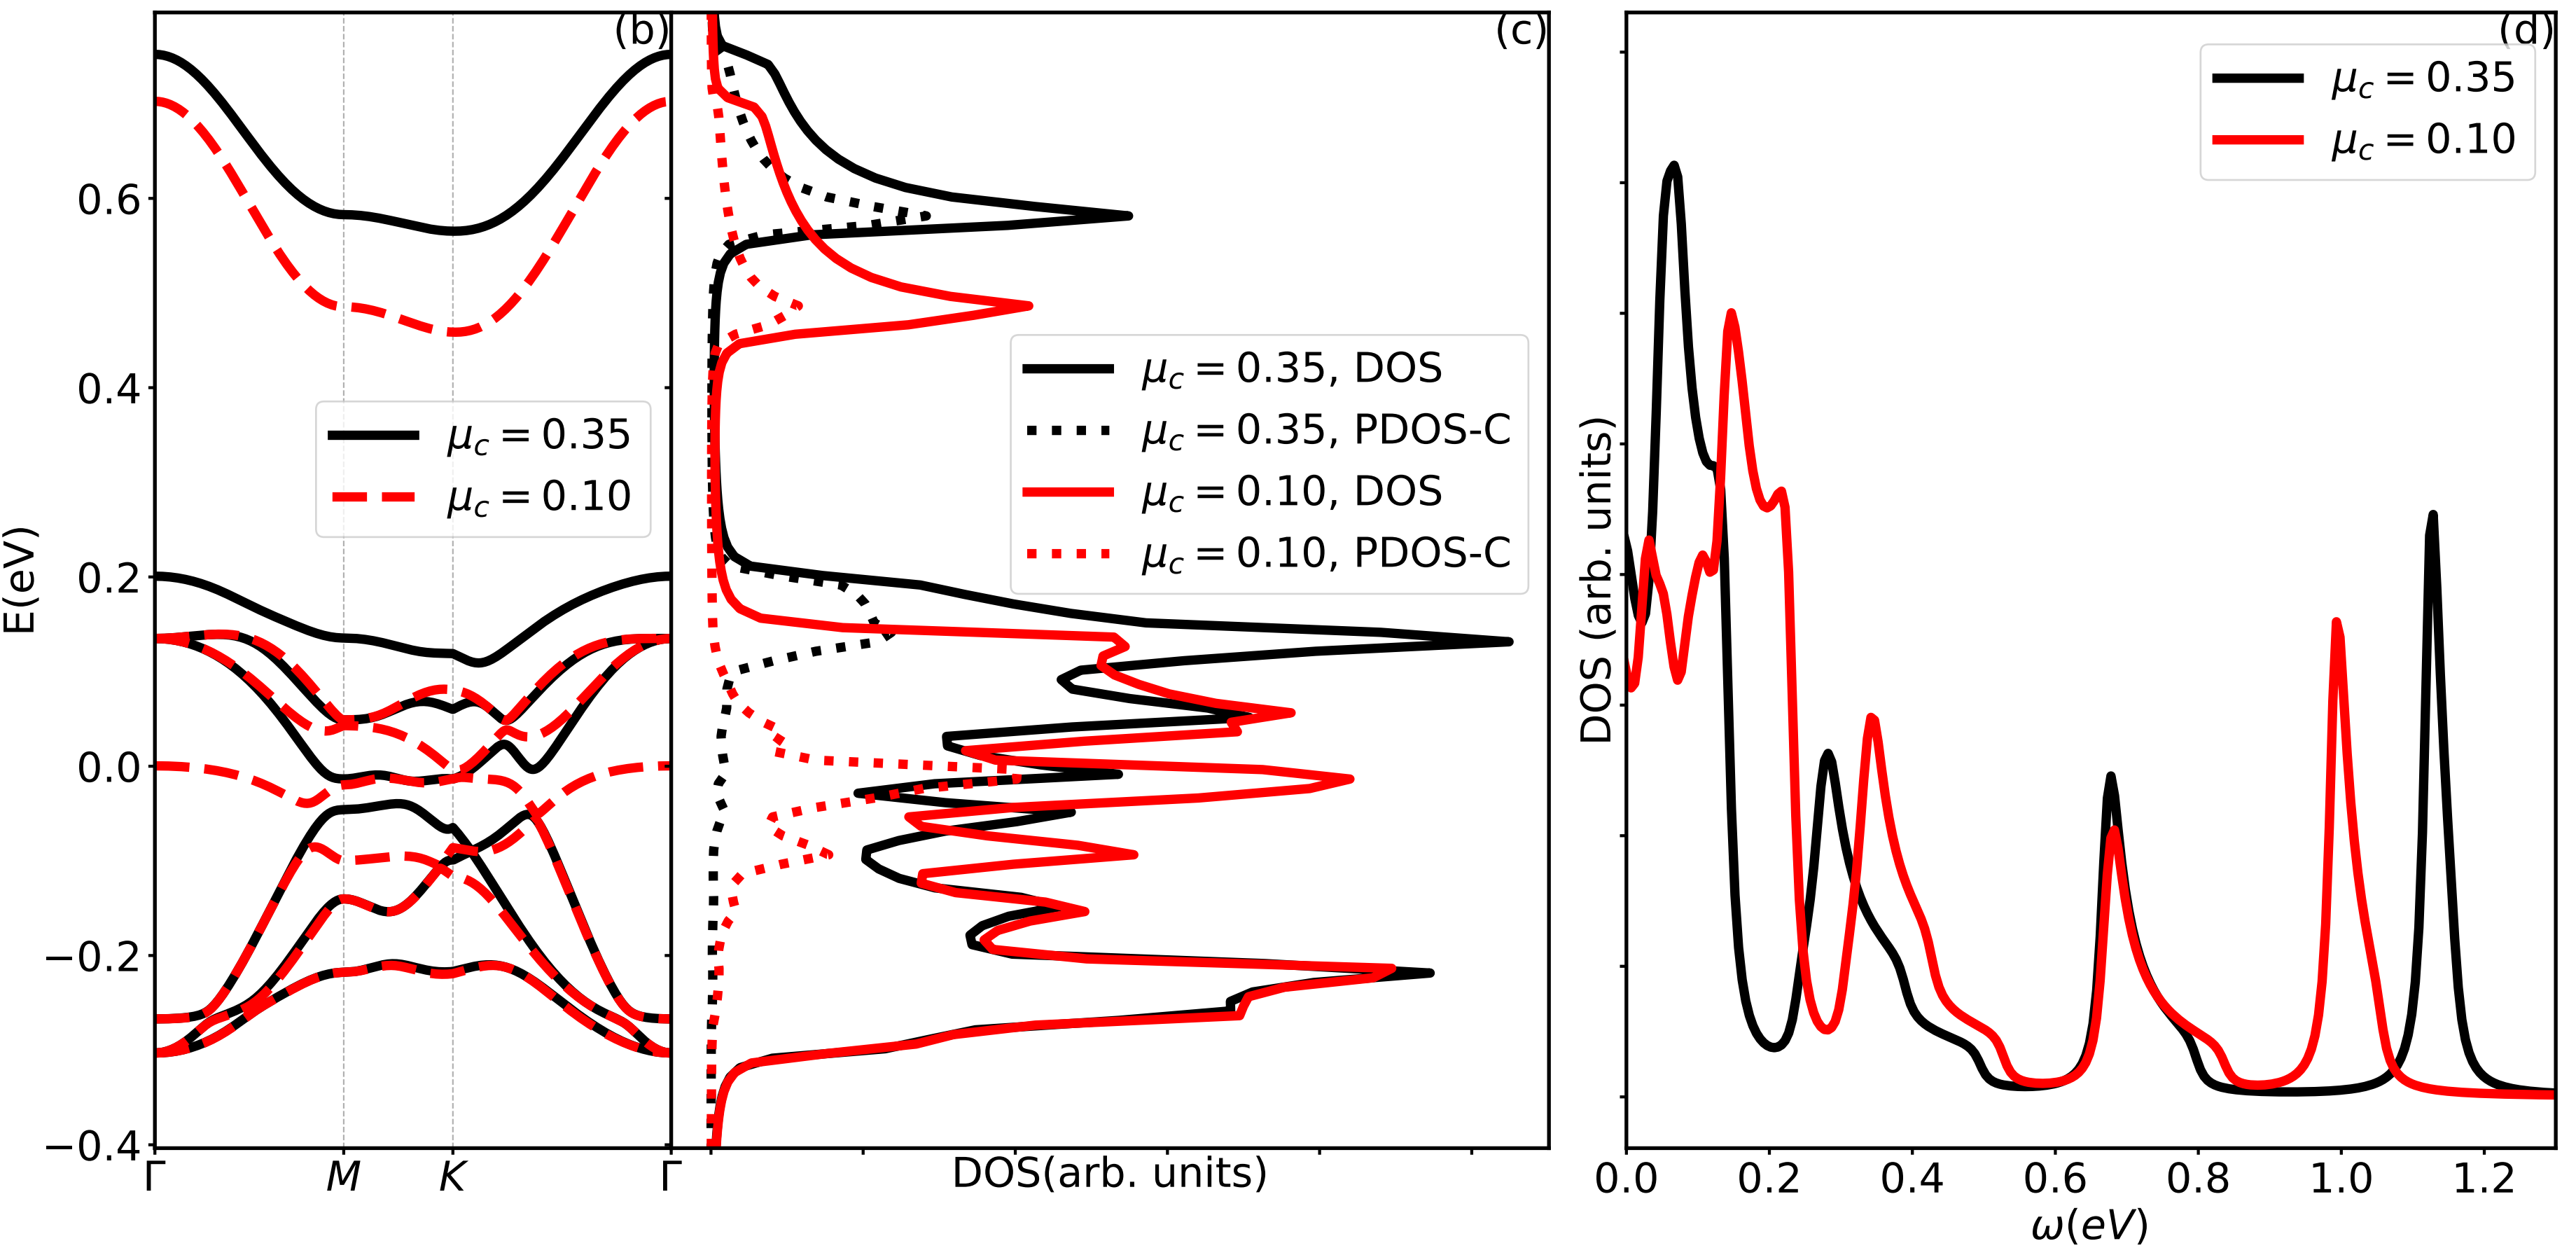 (b)
E(eV)
0.6
0.4
0.2
0.0
−0.2
−0.4
μc = 0.35
μc = 0.10
Γ M K Γ
(c)
μc = 0.35, DOS
μc = 0.35, PDOS-C
μc = 0.10, DOS
μc = 0.10, PDOS-C
DOS(arb. units)
(d)
μc = 0.35
μc = 0.10
DOS (arb. units)
0.0 0.2 0.4 0.6 0.8 1.0 1.2
ω(eV)